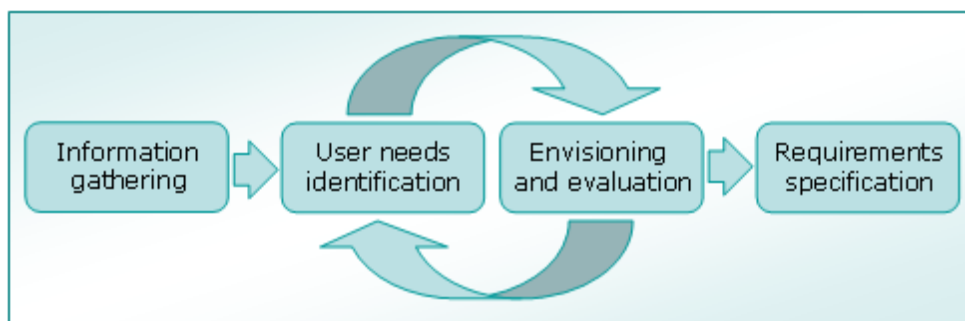 Information
gathering
User needs
identification
Envisioning
and evaluation
Requirements
specification